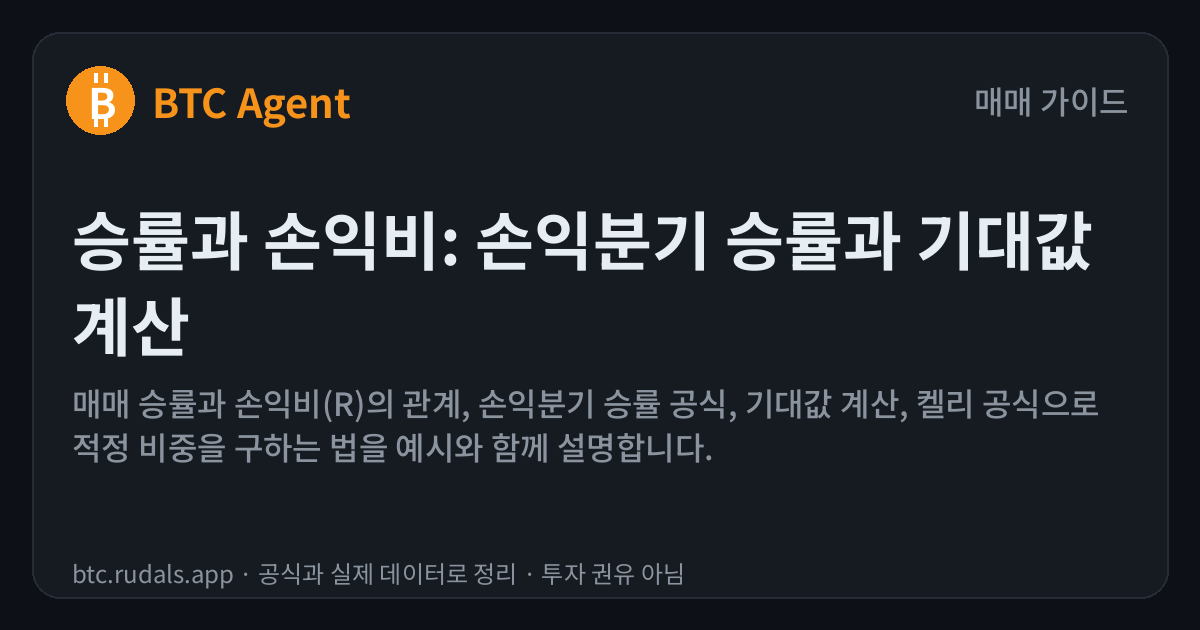 BTC Agent
매매 가이드
승률과 손익비: 손익분기 승률과 기대값
계산
매매 승률과 손익비(R)의 관계, 손익분기 승률 공식, 기대값 계산, 켈리 공식으로
적정 비중을 구하는 법을 예시와 함께 설명합니다.
btc.rudals.app · 공식과 실제 데이터로 정리 · 투자 권유 아님